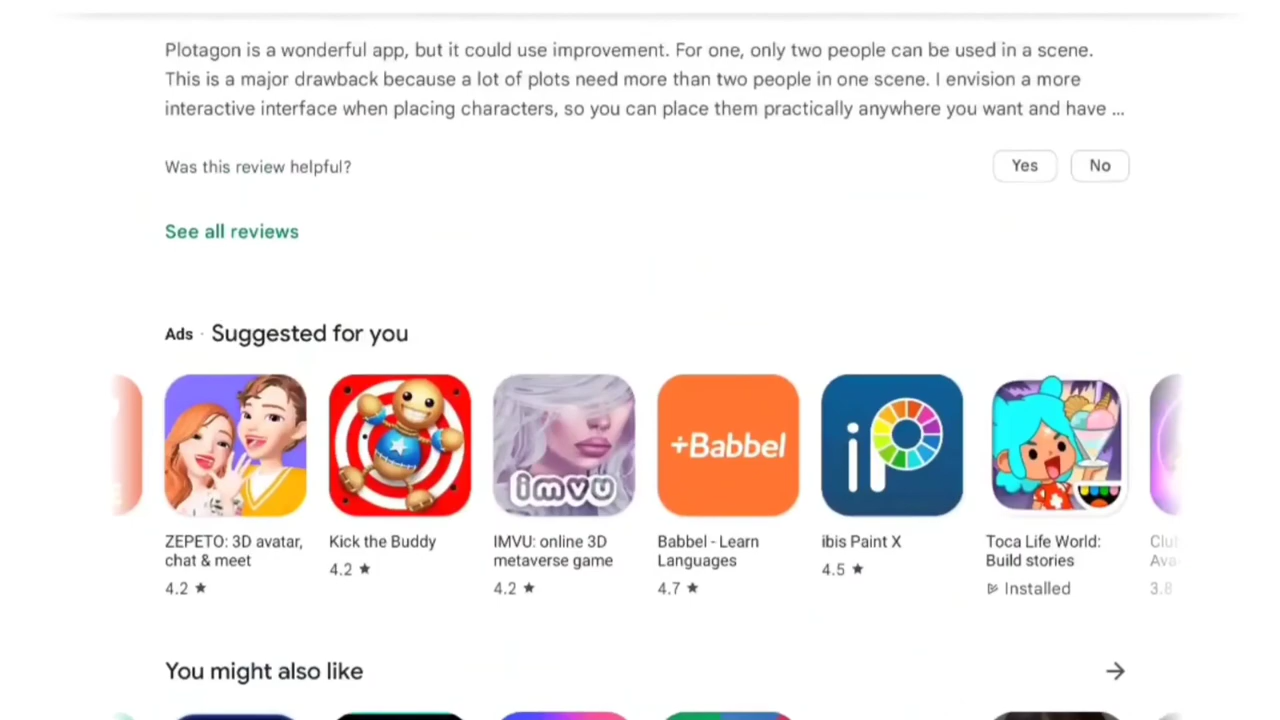 Plotagon is a wonderful app, but it could use improvement. For one, only two people can be used in a scene.
This is a major drawback because a lot of plots need more than two people in one scene. I envision a more
interactive interface when placing characters, so you can place them practically anywhere you want and have ...
Was this review helpful?
Yes
No
See all reviews
Ads · Suggested for you
imvu
+Babbel
iP
ZEPETO: 3D avatar,
chat & meet
4.2 ★
Kick the Buddy
4.2 ★
IMVU: online 3D
metaverse game
4.2 ★
Babbel - Learn
Languages
4.7 ★
ibis Paint X
4.5 ★
Toca Life World:
Build stories
Installed
3.8
You might also like